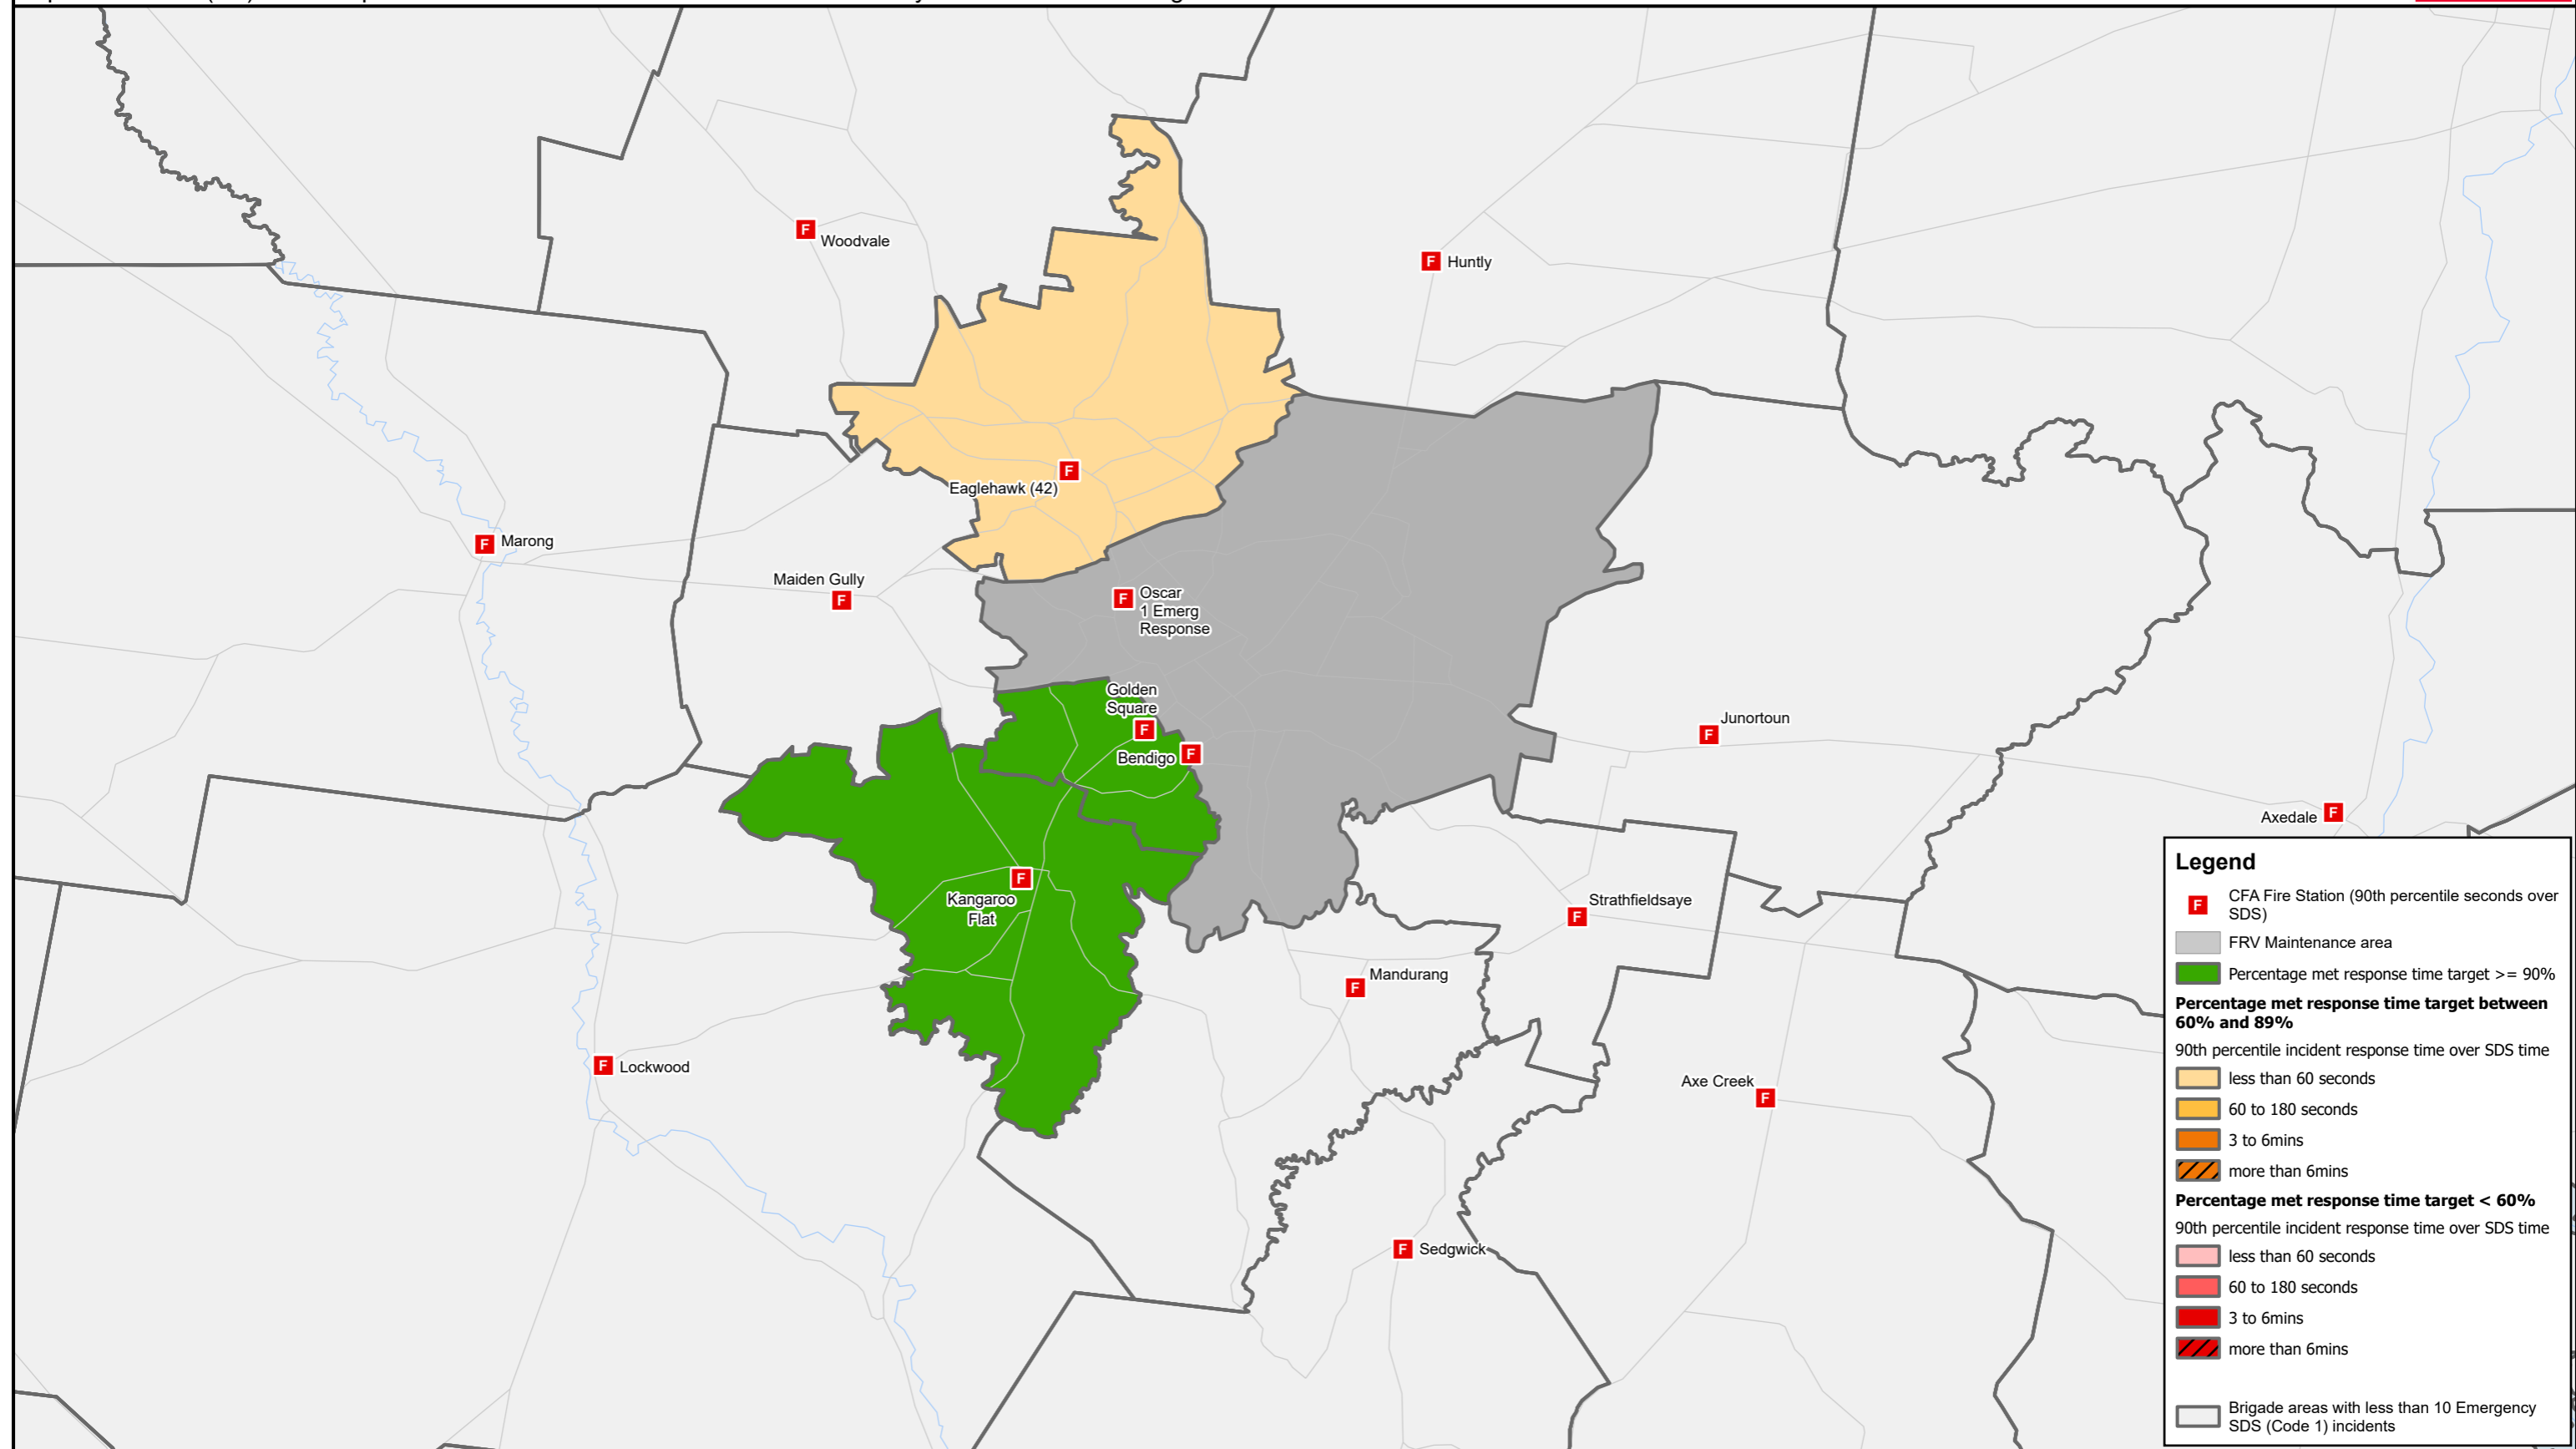 F
Woodvale
F
Huntly
F
Eaglehawk (42)
F
Marong
Maiden Gully
F
F
Oscar
1 Emerg
Response
Golden
Square
F
Bendigo
F
Junortoun
F
Axedale
F
F
Kangaroo
Flat
Strathfieldsaye
F
Mandurang
F
F
Lockwood
Axe Creek
F
F
Sedgwick
Legend
F
CFA Fire Station (90th percentile seconds over
SDS)
FRV Maintenance area
Percentage met response time target >= 90%
Percentage met response time target between
60% and 89%
90th percentile incident response time over SDS time
less than 60 seconds
60 to 180 seconds
3 to 6mins
more than 6mins
Percentage met response time target < 60%
90th percentile incident response time over SDS time
less than 60 seconds
60 to 180 seconds
3 to 6mins
more than 6mins
Brigade areas with less than 10 Emergency
SDS (Code 1) incidents